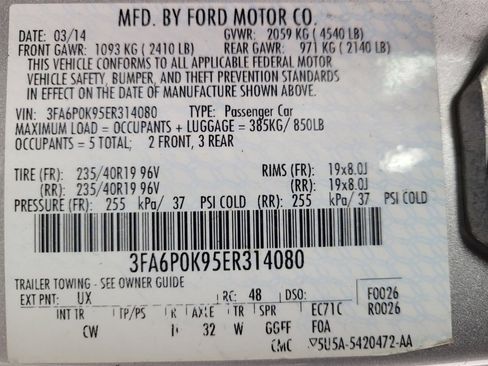 MFD. BY FORD MOTOR CO.
DATE: 03/14 GVWR: 2059 KG ( 4540 LB)
FRONT GAWR: 1093 KG ( 2410 LB) REAR GAWR: 971 KG ( 2140 LB)
THIS VEHICLE CONFORMS TO ALL APPLICABLE FEDERAL MOTOR
VEHICLE SAFETY, BUMPER, AND THEFT PREVENTION STANDARDS
IN EFFECT ON THE DATE OF MANUFACTURE SHOWN ABOVE.
VIN: 3FA6P0K95ER314080 TYPE: Passenger Car
MAXIMUM LOAD = OCCUPANTS + LUGGAGE = 385KG/ 850LB
OCCUPANTS = 5 TOTAL; 2 FRONT, 3 REAR
TIRE (FR): 235/40R19 96V RIMS (FR): 19x8.0J
(RR): 235/40R19 96V (RR): 19x8.0J
PRESSURE (FR): 255 kPa/ 37 PSI COLD (RR): 255 kPa/ 37 PSI COLD
3FA6P0K95ER314080
TRAILER TOWING - SEE OWNER GUIDE
EXT PNT: UX RC: 48 DSO: F0026
INT TR TP/PS R AXLE TR SPR EC71C R0026
CW 32 W GGFF F0A
CMC 5U5A-5420472-AA